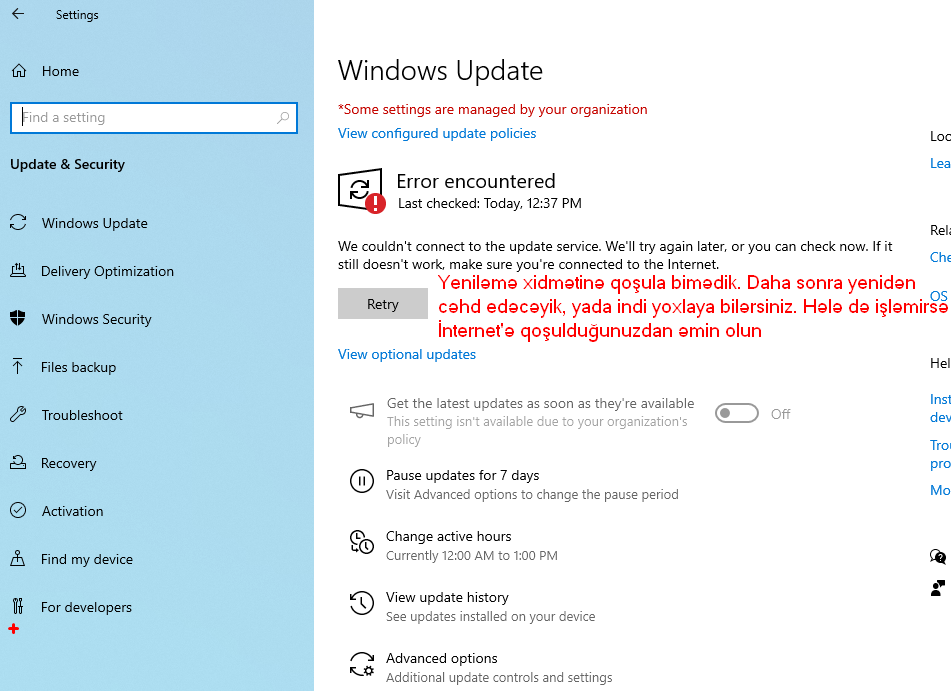 Settings
Home
Find a setting
Update & Security
Windows Update
Delivery Optimization
Windows Security
Files backup
Troubleshoot
Recovery
Activation
Find my device
For developers
Windows Update
*Some settings are managed by your organization
View configured update policies
Error encountered
Last checked: Today, 12:37 PM
We couldn't connect to the update service. We'll try again later, or you can check now. If it
still doesn't work, make sure you're connected to the Internet.
Retry
Yeniləmə xidmətinə qoşula bimədik. Daha sonra yenidən
cəhd edəcəyik, yada indi yoxlaya bilərsiniz. Hələ də işləmirsə
İnternet'ə qoşulduğunuzdan əmin olun
View optional updates
Get the latest updates as soon as they're available
This setting isn't available due to your organization's
policy
Off
Pause updates for 7 days
Visit Advanced options to change the pause period
Change active hours
Currently 12:00 AM to 1:00 PM
View update history
See updates installed on your device
Advanced options
Additional update controls and settings
Loo
Lea
Rela
Che
OS
Hel
Inst
dev
Tro
pro
Mo